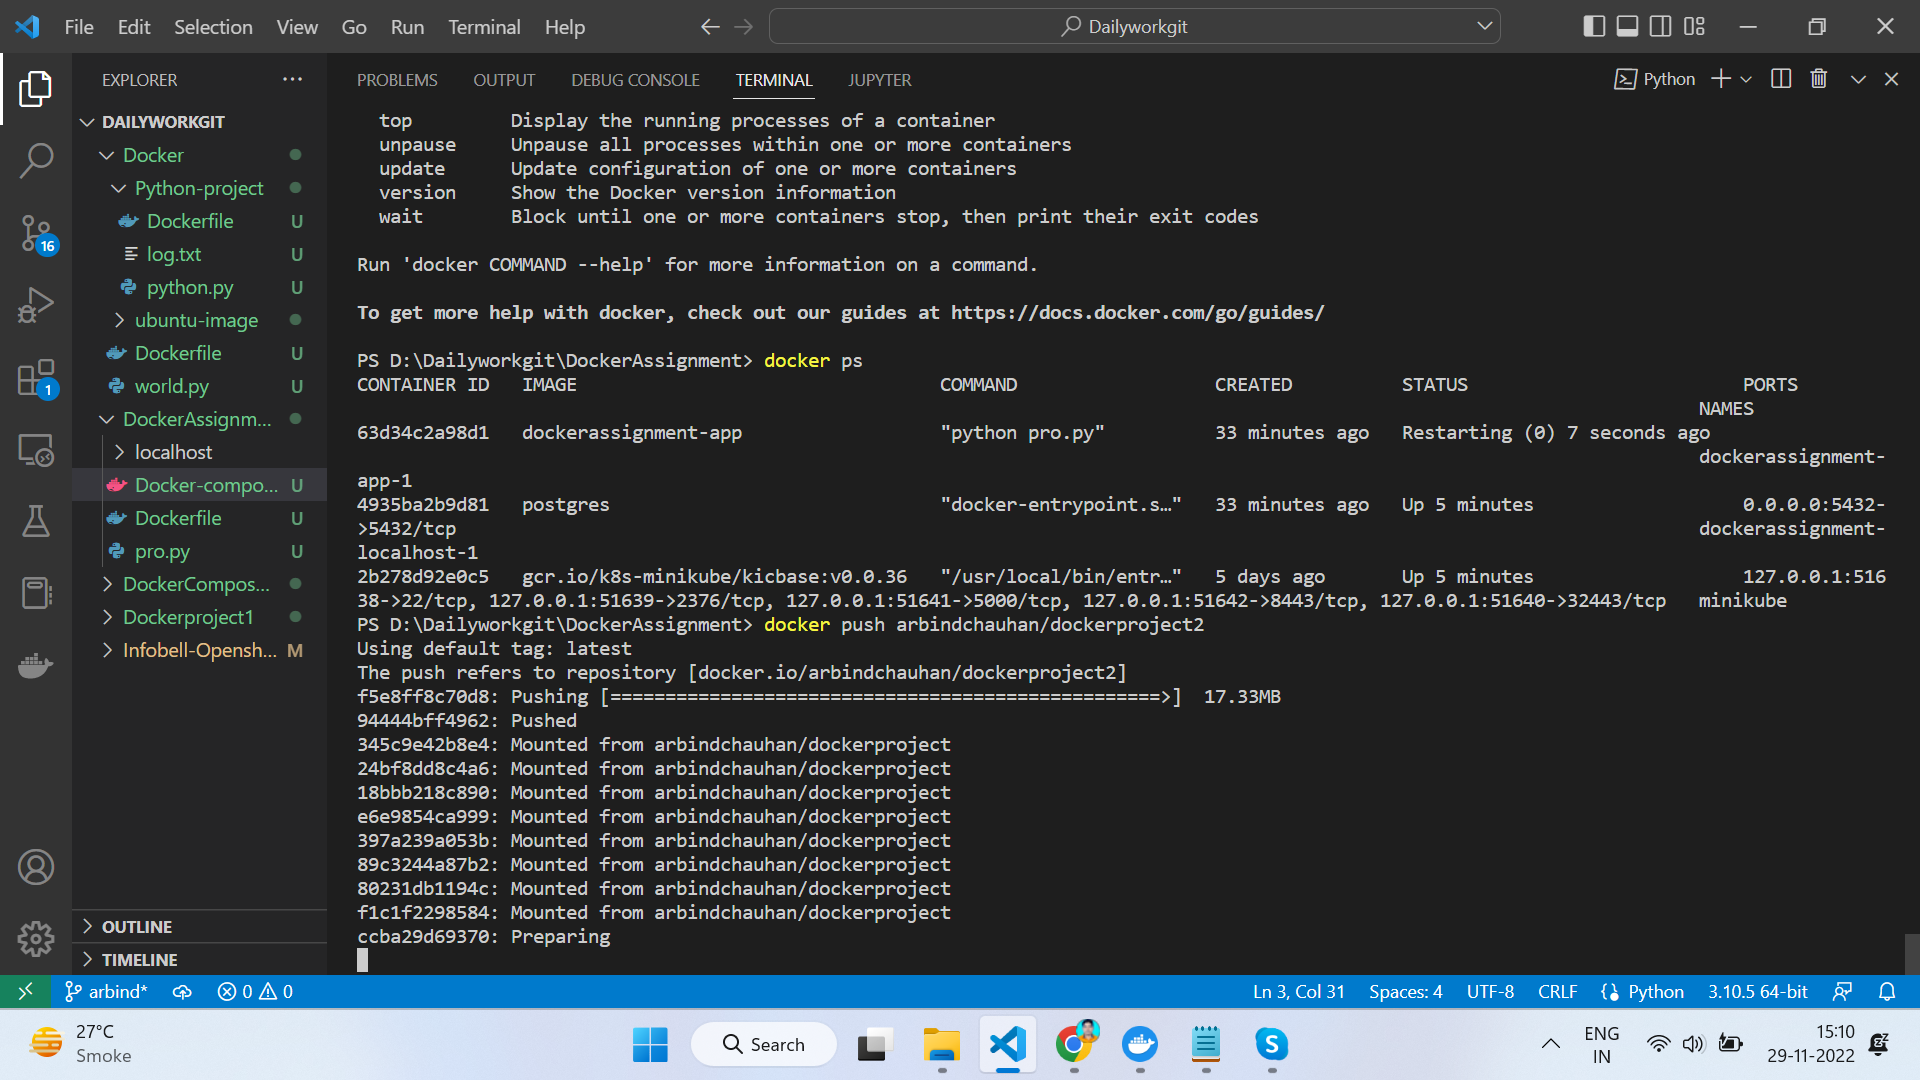 File Edit Selection View Go Run Terminal Help
Dailyworkgit
EXPLORER
PROBLEMS OUTPUT DEBUG CONSOLE TERMINAL JUPYTER
Python
DAILYWORKGIT
Docker
Python-project
Dockerfile U
log.txt U
python.py U
ubuntu-image
Dockerfile U
world.py U
DockerAssignm...
localhost
Docker-compo... U
Dockerfile U
pro.py U
DockerCompos...
Dockerproject1
Infobell-Opensh... M
OUTLINE
TIMELINE
16
1
top Display the running processes of a container
unpause Unpause all processes within one or more containers
update Update configuration of one or more containers
version Show the Docker version information
wait Block until one or more containers stop, then print their exit codes
Run 'docker COMMAND --help' for more information on a command.
To get more help with docker, check out our guides at https://docs.docker.com/go/guides/
PS D:\Dailyworkgit\DockerAssignment> docker ps
CONTAINER ID IMAGE COMMAND CREATED STATUS PORTS
NAMES
63d34c2a98d1 dockerassignment-app "python pro.py" 33 minutes ago Restarting (0) 7 seconds ago
dockerassignment-
app-1
4935ba2b9d81 postgres "docker-entrypoint.s…" 33 minutes ago Up 5 minutes 0.0.0.0:5432-
>5432/tcp dockerassignment-
localhost-1
2b278d92e0c5 gcr.io/k8s-minikube/kicbase:v0.0.36 "/usr/local/bin/entr…" 5 days ago Up 5 minutes 127.0.0.1:516
38->22/tcp, 127.0.0.1:51639->2376/tcp, 127.0.0.1:51641->5000/tcp, 127.0.0.1:51642->8443/tcp, 127.0.0.1:51640->32443/tcp minikube
PS D:\Dailyworkgit\DockerAssignment> docker push arbindchauhan/dockerproject2
Using default tag: latest
The push refers to repository [docker.io/arbindchauhan/dockerproject2]
f5e8ff8c70d8: Pushing [==================================================>] 17.33MB
94444bff4962: Pushed
345c9e42b8e4: Mounted from arbindchauhan/dockerproject
24bf8dd8c4a6: Mounted from arbindchauhan/dockerproject
18bbb218c890: Mounted from arbindchauhan/dockerproject
e6e9854ca999: Mounted from arbindchauhan/dockerproject
397a239a053b: Mounted from arbindchauhan/dockerproject
89c3244a87b2: Mounted from arbindchauhan/dockerproject
80231db1194c: Mounted from arbindchauhan/dockerproject
f1c1f2298584: Mounted from arbindchauhan/dockerproject
ccba29d69370: Preparing
arbind* 0 0 Ln 3, Col 31 Spaces: 4 UTF-8 CRLF Python 3.10.5 64-bit
27°C
Smoke
Search
ENG
IN
15:10
29-11-2022